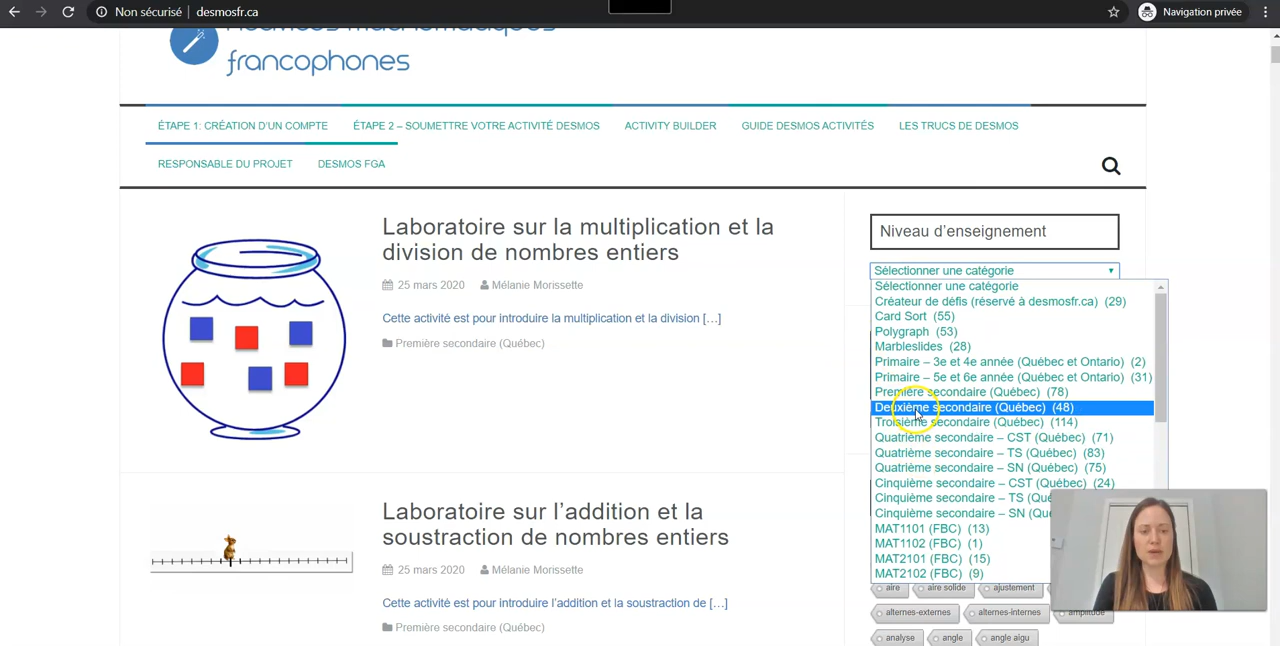 Non sécurisé
desmosfr.ca
Navigation privée
francophones
ÉTAPE 1: CRÉATION D'UN COMPTE
ÉTAPE 2 – SOUMETTRE VOTRE ACTIVITÉ DESMOS
ACTIVITY BUILDER
GUIDE DESMOS ACTIVITÉS
LES TRUCS DE DESMOS
RESPONSABLE DU PROJET
DESMOS FGA
Laboratoire sur la multiplication et la
division de nombres entiers
25 mars 2020
Mélanie Morissette
Cette activité est pour introduire la multiplication et la division […]
Première secondaire (Québec)
Laboratoire sur l'addition et la
soustraction de nombres entiers
25 mars 2020
Mélanie Morissette
Cette activité est pour introduire l'addition et la soustraction de […]
Première secondaire (Québec)
Niveau d'enseignement
Sélectionner une catégorie
Sélectionner une catégorie
Créateur de défis (réservé à desmosfr.ca) (29)
Card Sort (55)
Polygraph (53)
Marbleslides (28)
Primaire – 3e et 4e année (Québec et Ontario) (2)
Primaire – 5e et 6e année (Québec et Ontario) (31)
Première secondaire (Québec) (78)
Deuxième secondaire (Québec) (48)
Troisième secondaire (Québec) (114)
Quatrième secondaire – CST (Québec) (71)
Quatrième secondaire – TS (Québec) (83)
Quatrième secondaire – SN (Québec) (75)
Cinquième secondaire – CST (Québec) (24)
Cinquième secondaire – TS (Qué
Cinquième secondaire – SN (Qué
MAT1101 (FBC) (13)
MAT1102 (FBC) (1)
MAT2101 (FBC) (15)
MAT2102 (FBC) (9)
aire
aire solide
ajustement
alternes-externes
alternes-internes
amplitude
analyse
angle
angle aigu